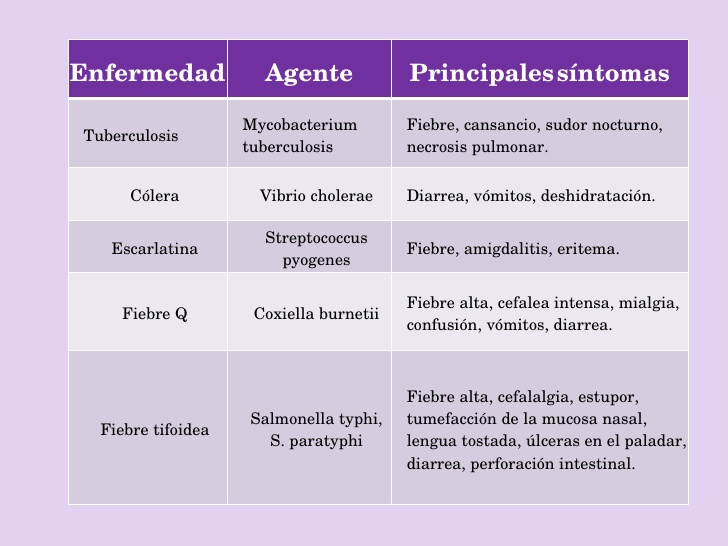 Enfermedad Agente Principales síntomas
Tuberculosis
Mycobacterium
tuberculosis
Fiebre, cansancio, sudor nocturno,
necrosis pulmonar.
Cólera
Vibrio cholerae
Diarrea, vómitos, deshidratación.
Escarlatina
Streptococcus
pyogenes
Fiebre, amigdalitis, eritema.
Fiebre Q
Coxiella burnetii
Fiebre alta, cefalea intensa, mialgia,
confusión, vómitos, diarrea.
Fiebre tifoidea
Salmonella typhi,
S. paratyphi
Fiebre alta, cefalalgia, estupor,
tumefacción de la mucosa nasal,
lengua tostada, úlceras en el paladar,
diarrea, perforación intestinal.